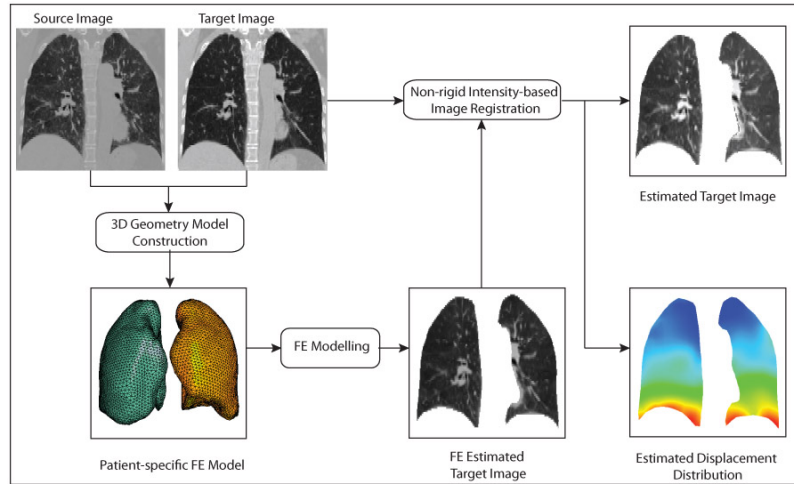 Source Image
Target Image
Non-rigid Intensity-based
Image Registration
Estimated Target Image
3D Geometry Model
Construction
FE Modelling
Patient-specific FE Model
FE Estimated
Target Image
Estimated Displacement
Distribution